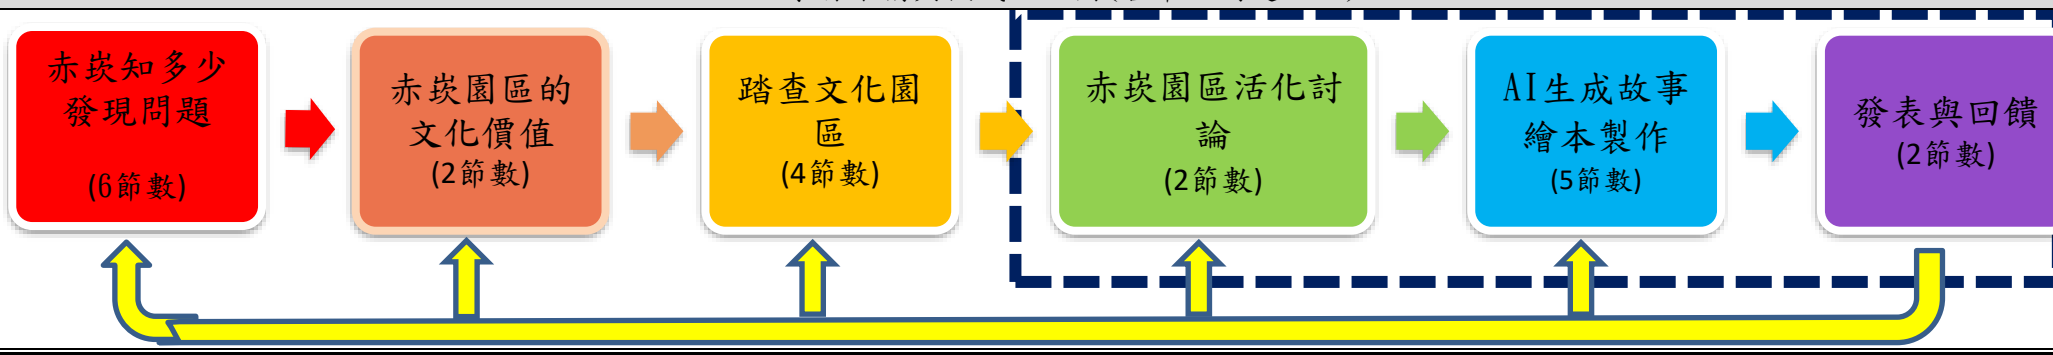 赤崁知多少
發現問題
(6節數)
赤崁園區的
文化價值
(2節數)
踏查文化園
區
(4節數)
赤崁園區活化討
論
(2節數)
AI生成故事
繪本製作
(5節數)
發表與回饋
(2節數)